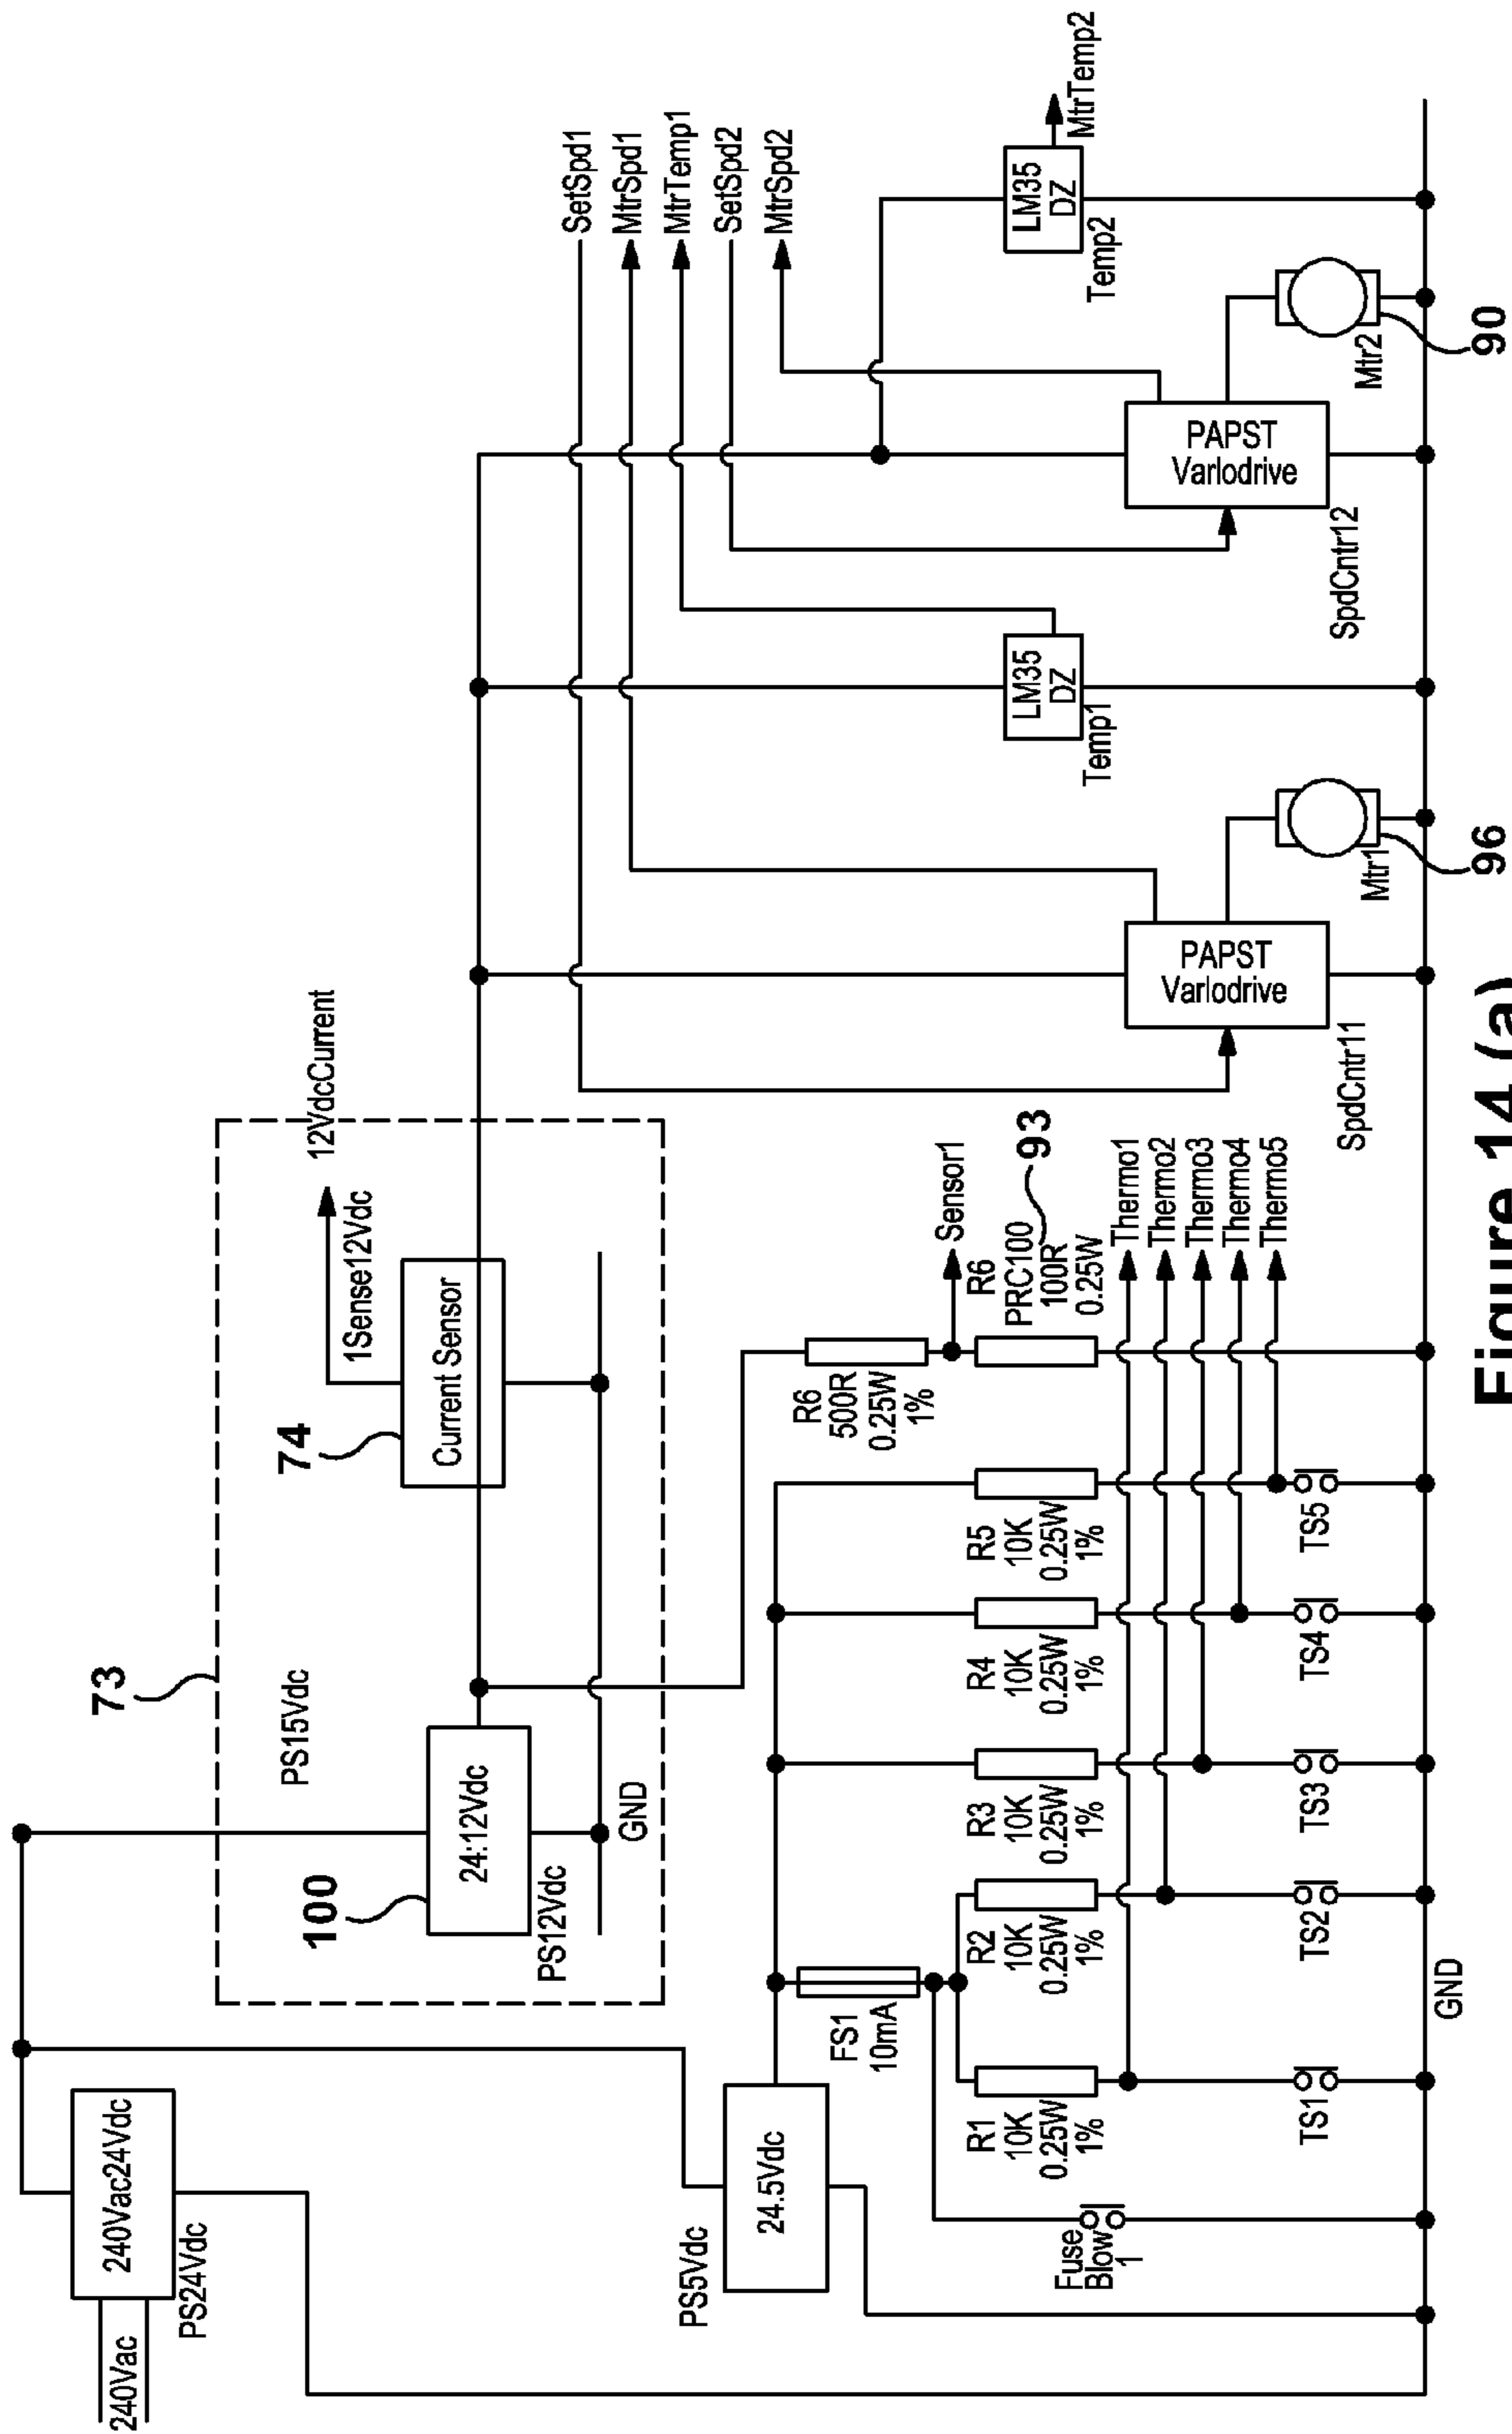 240Vac
240Vac24Vdc
PS24Vdc
73
PS15Vdc
100
24:12Vdc
PS12Vdc
GND
74
Current Sensor
1Sense12Vdc
12VdcCurrent
24.5Vdc
PS5Vdc
FS1
10mA
Fuse
Blow
1
R1
10K
0.25W
1%
R2
10K
0.25W
1%
R3
10K
0.25W
1%
R4
10K
0.25W
1%
R5
10K
0.25W
1%
R6
500R
0.25W
1%
Sensor1
R6
PRC100
100R
0.25W
93
Thermo1
Thermo2
Thermo3
Thermo4
Thermo5
TS1
TS2
TS3
TS4
TS5
GND
SetSpd1
MtrSpd1
MtrTemp1
SetSpd2
MtrSpd2
PAPST
Varlodrive
SpdCntr11
Mtr1
96
LM35
DZ
Temp1
PAPST
Varlodrive
SpdCntr12
Mtr2
90
LM35
DZ
Temp2
MtrTemp2
Figure 14 (a)